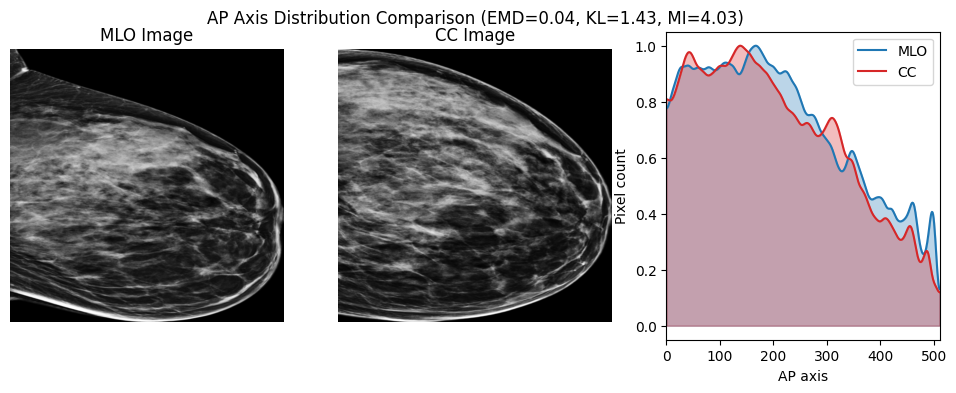 AP Axis Distribution Comparison (EMD=0.04, KL=1.43, MI=4.03)
MLO Image
CC Image
MLO
CC
1.0
0.8
0.6
0.4
0.2
0.0
Pixel count
0 100 200 300 400 500
AP axis